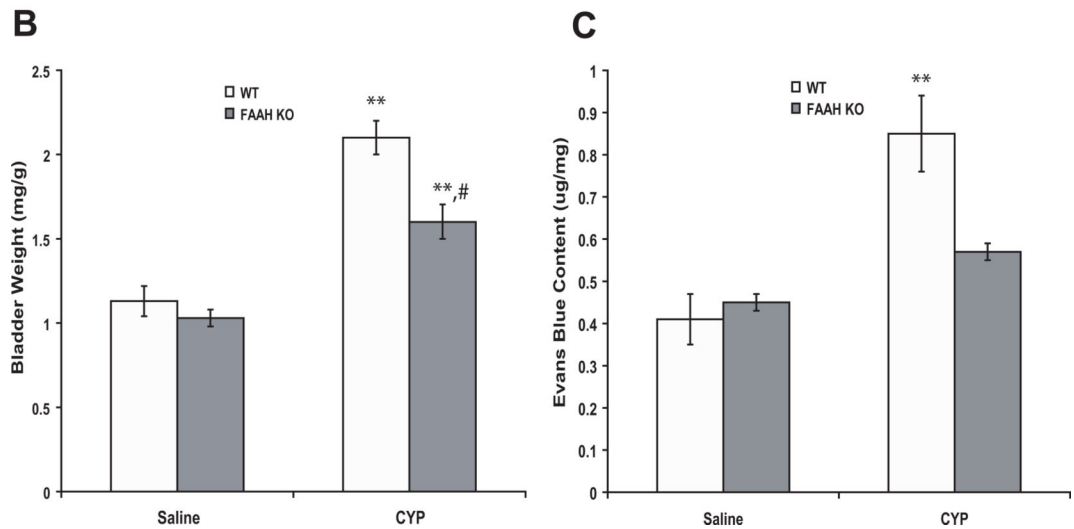 B
Bladder Weight (mg/g)
2.5
2
1.5
1
0.5
0
WT
FAAH KO
**
**,#
Saline
CYP
C
Evans Blue Content (ug/mg)
1
0.9
0.8
0.7
0.6
0.5
0.4
0.3
0.2
0.1
0
WT
FAAH KO
**
Saline
CYP